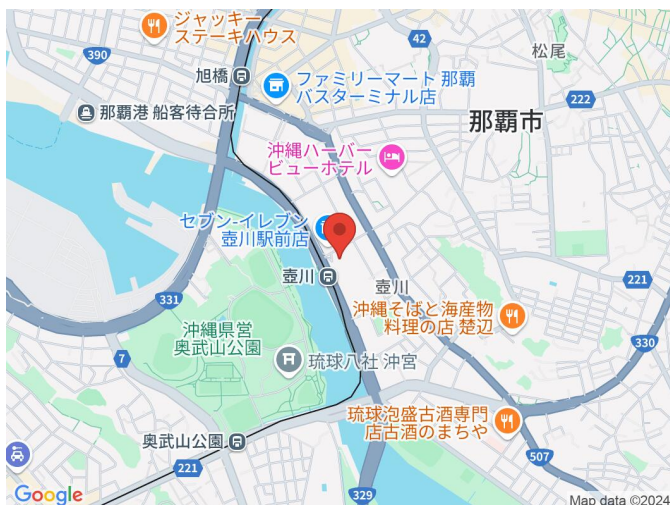 ジャッキー
ステーキハウス
390
42
松尾
旭橋
ファミリーマート 那覇
バスターミナル店
222
那覇港 船客待合所
那覇市
沖縄ハーバー
ビューホテル
セブン-イレブン
壺川駅前店
壺川
壺川
221
331
沖縄そばと海産物
料理の店 楚辺
沖縄県営
奥武山公園
330
7
琉球八社 沖宮
琉球泡盛古酒専門
店古酒のまちや
奥武山公園
221
507
329
Google
Map data ©2024